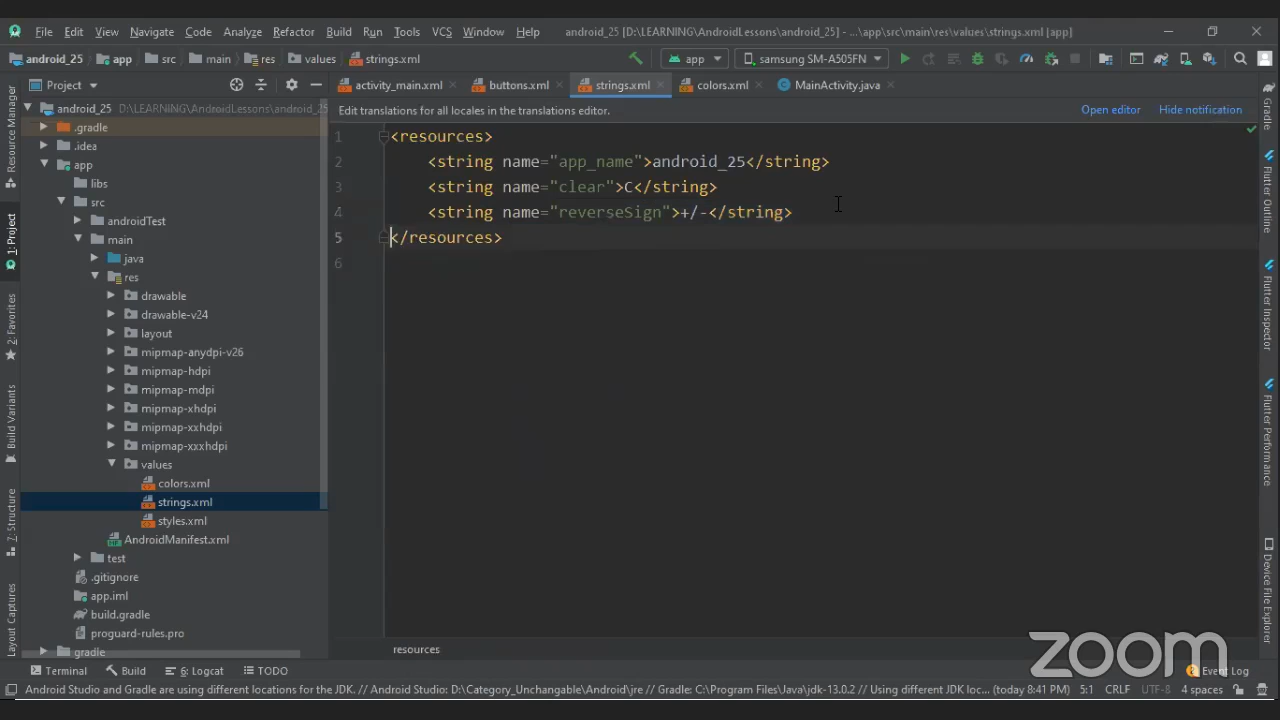 File Edit View Navigate Code Analyze Refactor Build Run Tools VCS Window Help android_25 [D:\LEARNING\AndroidLessons\android_25] - ...\app\src\main\res\values\strings.xml [app]
android_25 app src main res values strings.xml app samsung SM-A505FN
Project activity_main.xml buttons.xml strings.xml colors.xml MainActivity.java
Edit translations for all locales in the translations editor. Open editor Hide notification
1 <resources>
2 <string name="app_name">android_25</string>
3 <string name="clear">C</string>
4 <string name="reverseSign">+/-</string>
5 </resources>
6
android_25 D:\LEARNING\AndroidLessons\android_25
.gradle
.idea
app
libs
src
androidTest
main
java
res
drawable
drawable-v24
layout
mipmap-anydpi-v26
mipmap-hdpi
mipmap-mdpi
mipmap-xhdpi
mipmap-xxhdpi
mipmap-xxxhdpi
values
colors.xml
strings.xml
styles.xml
AndroidManifest.xml
test
.gitignore
app.iml
build.gradle
proguard-rules.pro
gradle
Resource Manager
1: Project
2: Favorites
Build Variants
7: Structure
Layout Captures
Gradle
Flutter Outline
Flutter Inspector
Flutter Performance
Device File Explorer
resources
zoom
Terminal Build 6: Logcat TODO Event Log
Android Studio and Gradle are using different locations for the JDK. // Android Studio: D:\Category_Unchangable\Android\jre // Gradle: C:\Program Files\Java\jdk-13.0.2 // Using different JDK loc... (today 8:41 PM) 5:1 CRLF UTF-8 4 spaces